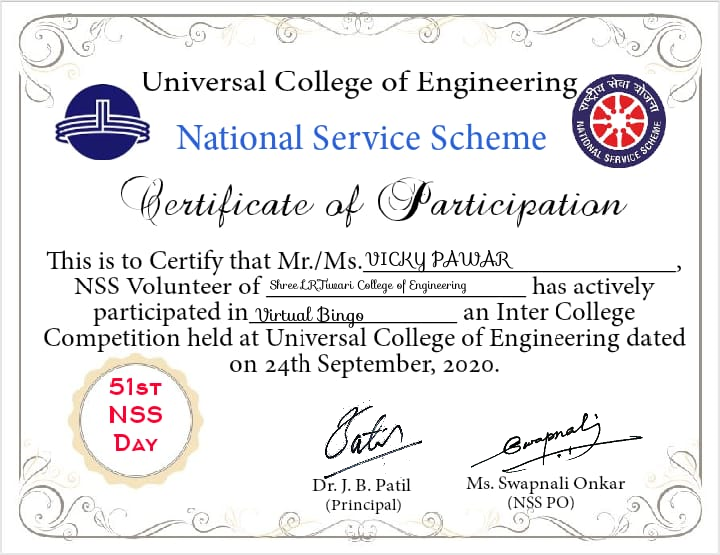 Universal College of Engineering
राष्ट्रीय सेवा योजना
NATIONAL SERVICE SCHEME
National Service Scheme
Certificate of Participation
This is to Certify that Mr./Ms. VICKY PAWAR,
NSS Volunteer of Shree L.R.Tiwari College of Engineering has actively
participated in Virtual Bingo an Inter College
Competition held at Universal College of Engineering dated
on 24th September, 2020.
51ST
NSS
DAY
Patil
Swapnali
Dr. J. B. Patil
Ms. Swapnali Onkar
(Principal)
(NSS PO)